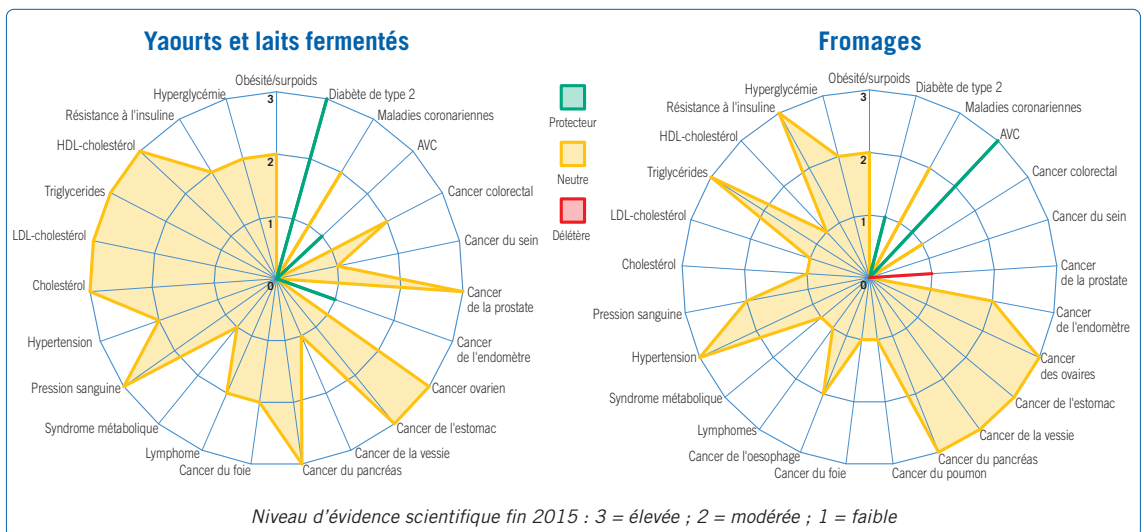 Yaourts et laits fermentés
Obésité/surpoids
Diabète de type 2
Maladies coronariennes
AVC
Cancer colorectal
Cancer du sein
Cancer
de la prostate
Cancer
de l'endomètre
Cancer ovarien
Cancer de l'estomac
Cancer de la vessie
Cancer du pancréas
Cancer du foie
Lymphome
Syndrome métabolique
Pression sanguine
Hypertension
Cholestérol
LDL-cholestérol
Triglycerides
HDL-cholestérol
Résistance à l'insuline
Hyperglycémie
3
2
1
0
Protecteur
Neutre
Délétère
Fromages
Obésité/surpoids
Diabète de type 2
Maladies coronariennes
AVC
Cancer colorectal
Cancer du sein
Cancer
de la prostate
Cancer
de l'endomètre
Cancer
des ovaires
Cancer de l'estomac
Cancer de la vessie
Cancer du pancréas
Cancer du poumon
Cancer du foie
Cancer de l'oesophage
Lymphomes
Syndrome métabolique
Hypertension
Pression sanguine
Cholestérol
LDL-cholestérol
Triglycérides
HDL-cholestérol
Résistance à l'insuline
Hyperglycémie
3
2
1
0
Niveau d'évidence scientifique fin 2015 : 3 = élevée ; 2 = modérée ; 1 = faible